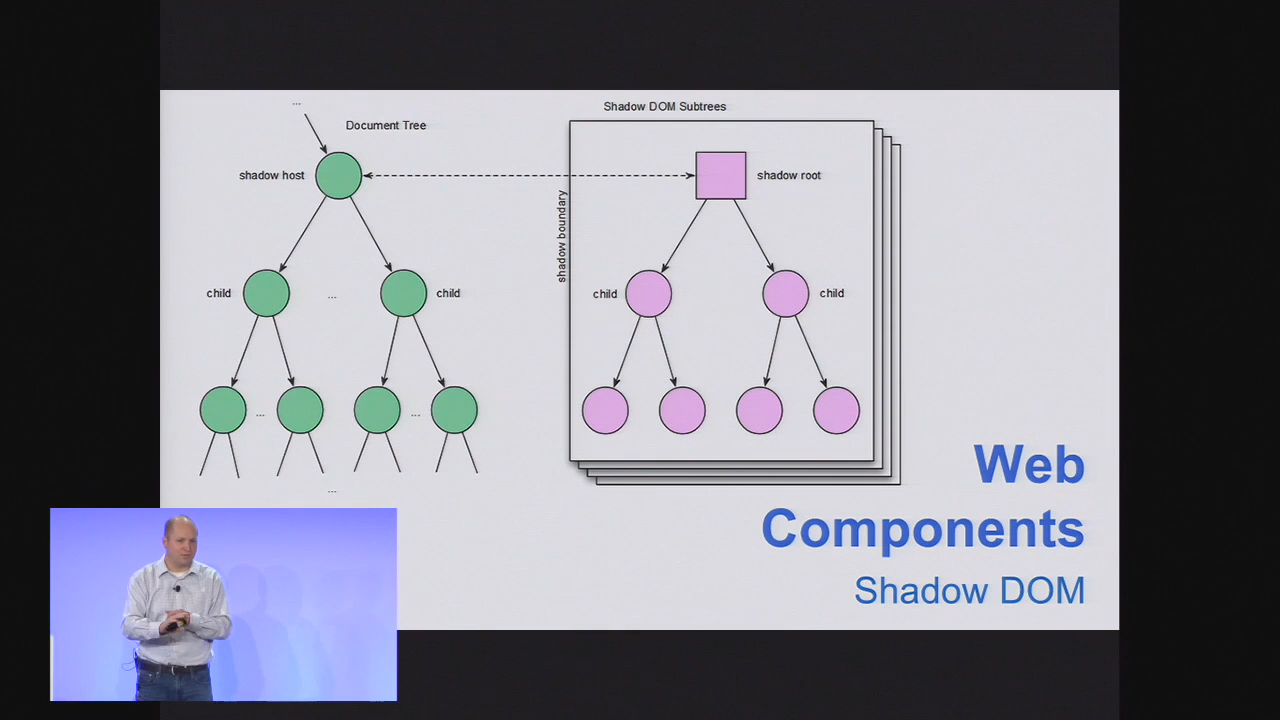 ...
Document Tree
shadow host
child
...
child
...
...
...
Shadow DOM Subtrees
shadow boundary
shadow root
child
child
Web
Components
Shadow DOM